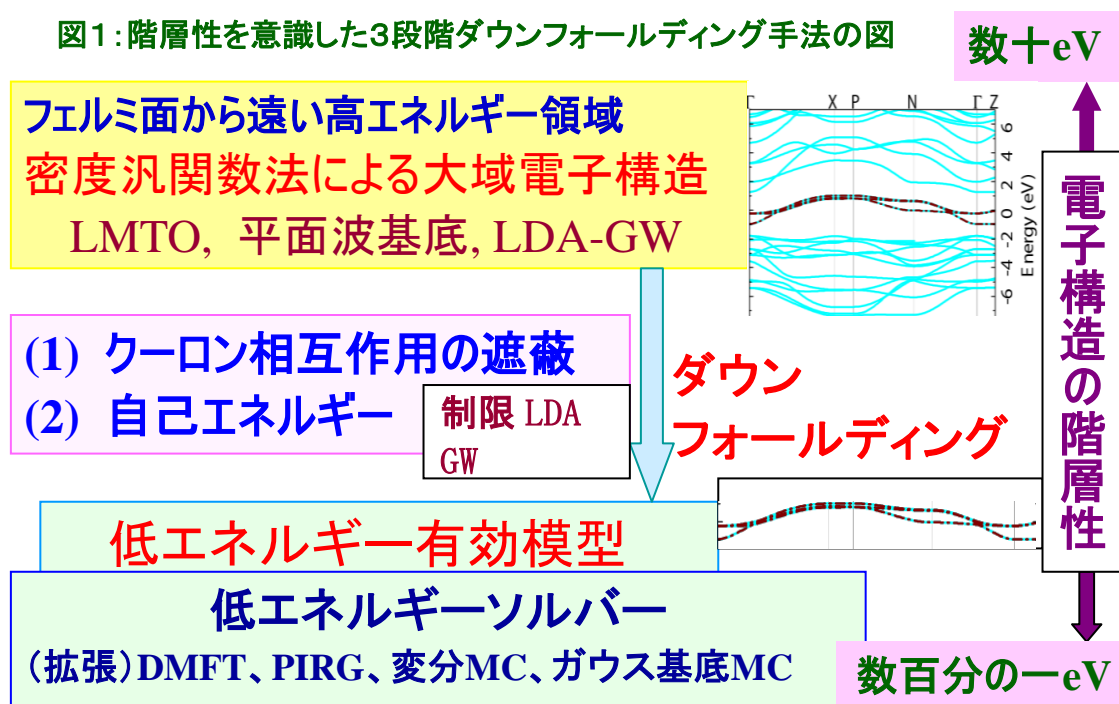 図1:階層性を意識した3段階ダウンフォールディング手法の図
数十eV
フェルミ面から遠い高エネルギー領域
密度汎関数法による大域電子構造
LMTO, 平面波基底, LDA-GW
Γ X P N Γ Z
6
4
2
0
-2
-4
-6
Energy (eV)
電子構造の階層性
(1) クーロン相互作用の遮蔽
(2) 自己エネルギー
制限 LDA
GW
ダウン
フォールディング
低エネルギー有効模型
低エネルギーソルバー
(拡張)DMFT、PIRG、変分MC、ガウス基底MC
数百分の一eV